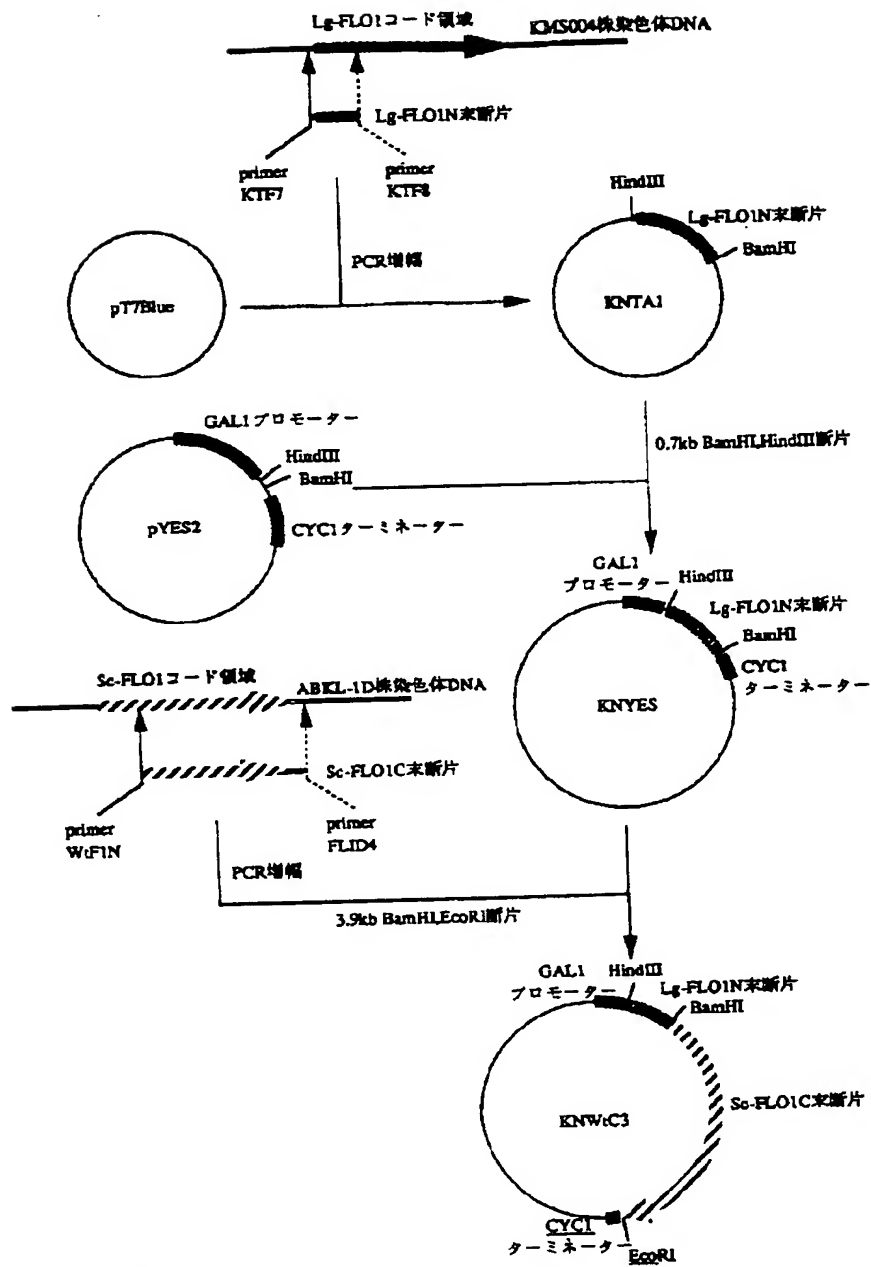 Lg-FLO1コード領域
KMS004株染色体DNA
Lg-FLO1N末断片
primer
KTF7
primer
KTF8
HindIII
Lg-FLO1N末断片
BamHI
PCR増幅
pT7Blue
KNTA1
GAL1プロモーター
HindIII
BamHI
0.7kb BamHI,HindIII断片
pYES2
CYC1ターミネーター
GAL1
プロモーター
HindIII
Lg-FLO1N末断片
BamHI
CYC1
ターミネーター
KNYES
Sc-FLO1コード領域
ABKL-1D株染色体DNA
Sc-FLO1C末断片
primer
WtF1N
primer
FLID4
PCR増幅
3.9kb BamHI,EcoRI断片
GAL1
プロモーター
HindIII
Lg-FLO1N末断片
BamHI
Sc-FLO1C末断片
KNWtC3
CYC1
ターミネーター
EcoRI